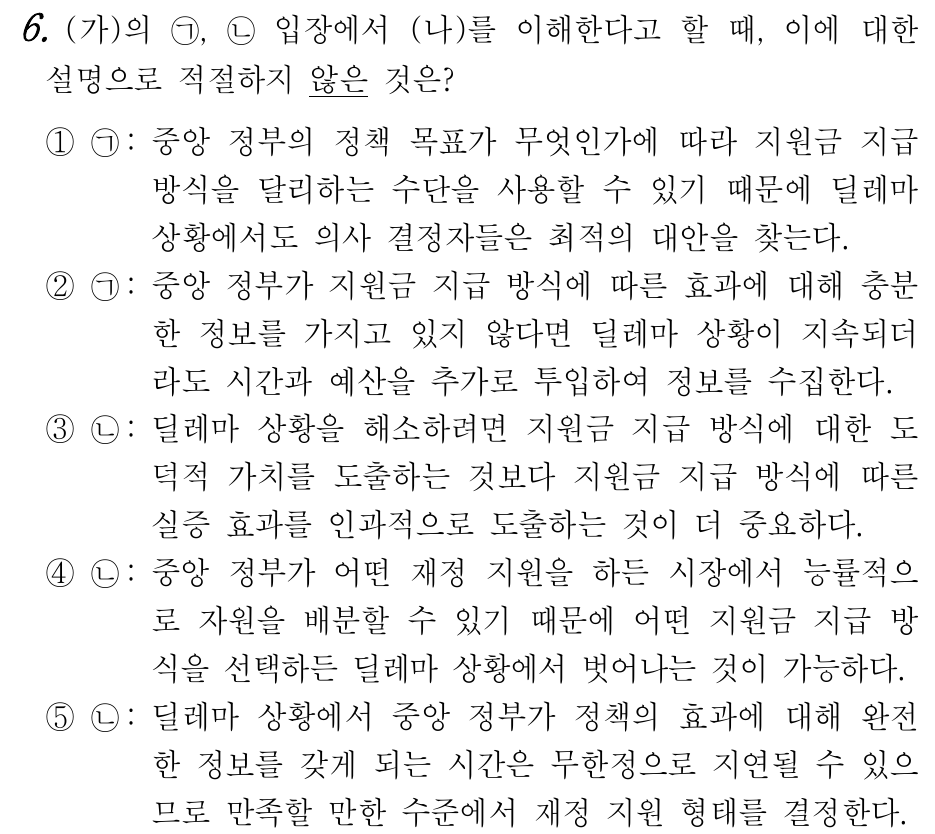 6. (가)의 ㉠, ㉡ 입장에서 (나)를 이해한다고 할 때, 이에 대한
설명으로 적절하지 않은 것은?
① ㉠: 중앙 정부의 정책 목표가 무엇인가에 따라 지원금 지급
방식을 달리하는 수단을 사용할 수 있기 때문에 딜레마
상황에서도 의사 결정자들은 최적의 대안을 찾는다.
② ㉠: 중앙 정부가 지원금 지급 방식에 따른 효과에 대해 충분
한 정보를 가지고 있지 않다면 딜레마 상황이 지속되더
라도 시간과 예산을 추가로 투입하여 정보를 수집한다.
③ ㉡: 딜레마 상황을 해소하려면 지원금 지급 방식에 대한 도
덕적 가치를 도출하는 것보다 지원금 지급 방식에 따른
실증 효과를 인과적으로 도출하는 것이 더 중요하다.
④ ㉡: 중앙 정부가 어떤 재정 지원을 하든 시장에서 능률적으
로 자원을 배분할 수 있기 때문에 어떤 지원금 지급 방
식을 선택하든 딜레마 상황에서 벗어나는 것이 가능하다.
⑤ ㉡: 딜레마 상황에서 중앙 정부가 정책의 효과에 대해 완전
한 정보를 갖게 되는 시간은 무한정으로 지연될 수 있으
므로 만족할 만한 수준에서 재정 지원 형태를 결정한다.